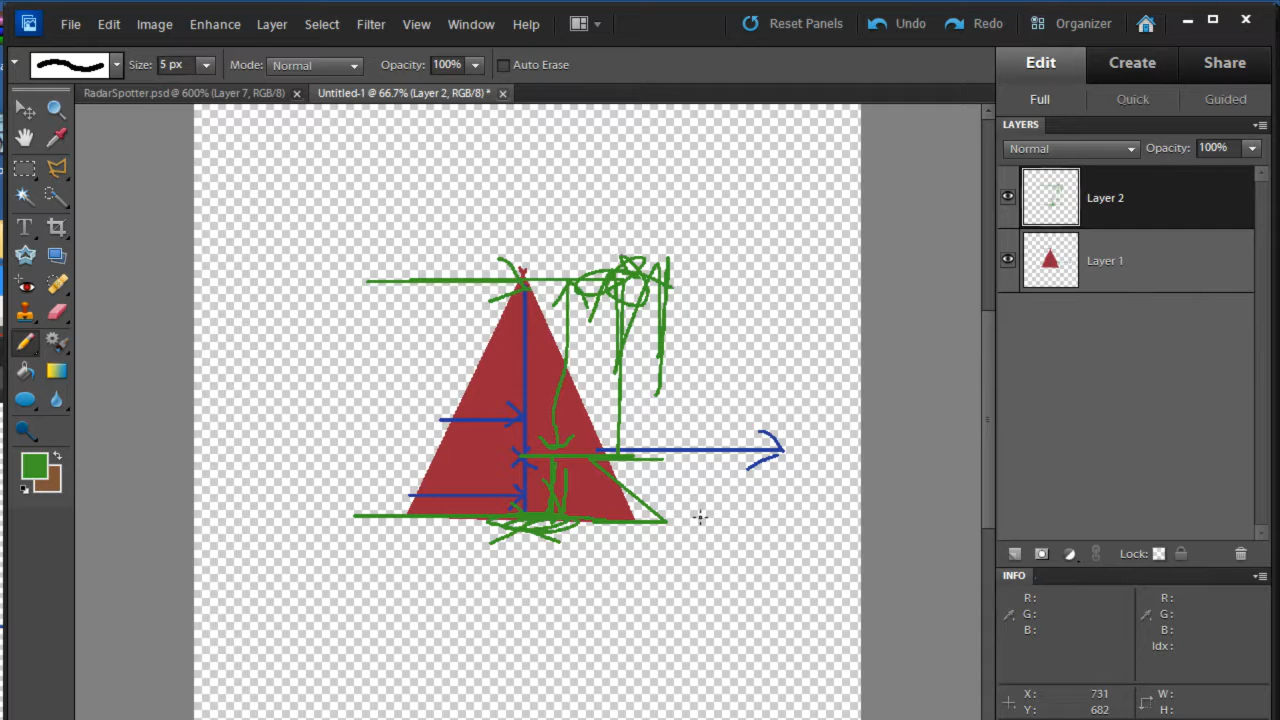 File Edit Image Enhance Layer Select Filter View Window Help Reset Panels Undo Redo Organizer
Size: 5 px Mode: Normal Opacity: 100% Auto Erase
Edit Create Share
RadarSpotter.psd @ 600% (Layer 7, RGB/8) Untitled-1 @ 66.7% (Layer 2, RGB/8) *
Full Quick Guided
LAYERS
Normal Opacity: 100%
Layer 2
Layer 1
Lock:
INFO
R: R:
G: G:
B: B:
Idx:
X: 731 W:
Y: 682 H: